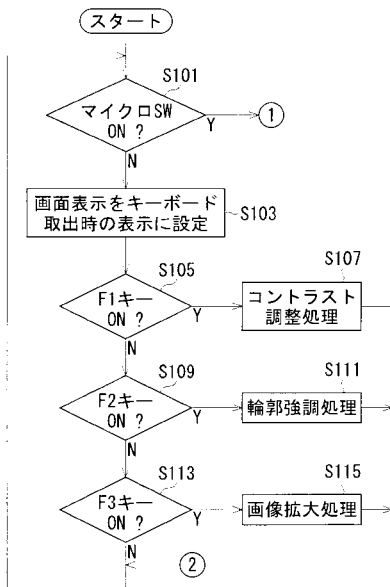 スタート
S101
マイクロSW
ON ?
Y
①
N
画面表示をキーボード
取出時の表示に設定
S103
S105
F1キー
ON ?
Y
N
S107
コントラスト
調整処理
S109
F2キー
ON ?
Y
N
S111
輪郭強調処理
S113
F3キー
ON ?
Y
N
S115
画像拡大処理
②